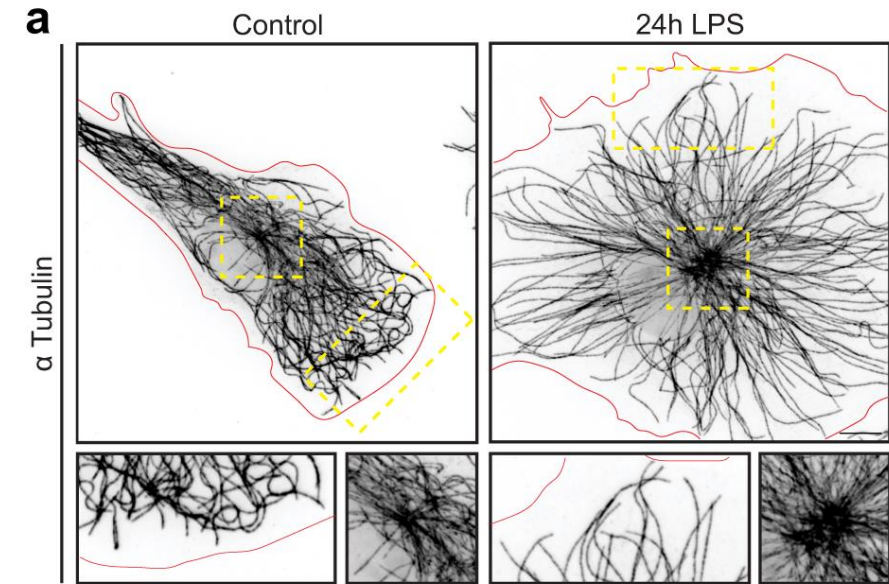 a
Control
24h LPS
α Tubulin